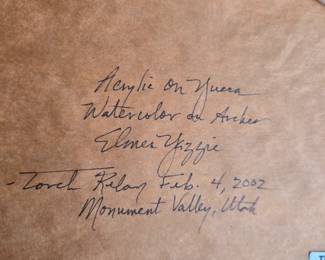 Acrylic on Yucca
Watercolor on Arches
Elmer Yazzie
- Torch Relay Feb. 4, 2002
Monument Valley, Utah